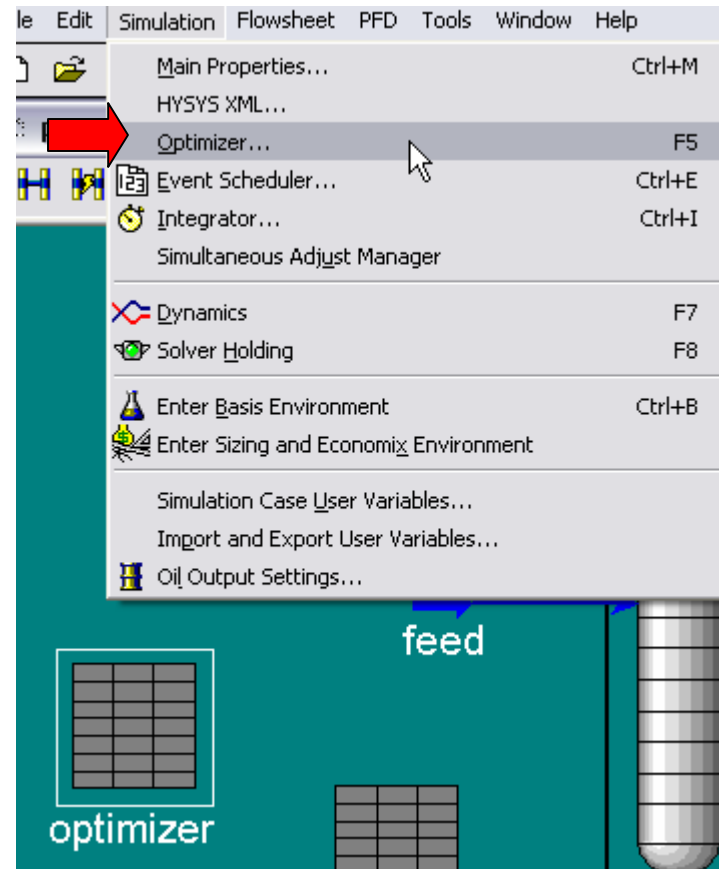 le Edit Simulation Flowsheet PFD Tools Window Help
Main Properties... Ctrl+M
HYSYS XML...
Optimizer... F5
Event Scheduler... Ctrl+E
Integrator... Ctrl+I
Simultaneous Adjust Manager
Dynamics F7
Solver Holding F8
Enter Basis Environment Ctrl+B
Enter Sizing and Economix Environment
Simulation Case User Variables...
Import and Export User Variables...
Oil Output Settings...
feed
optimizer